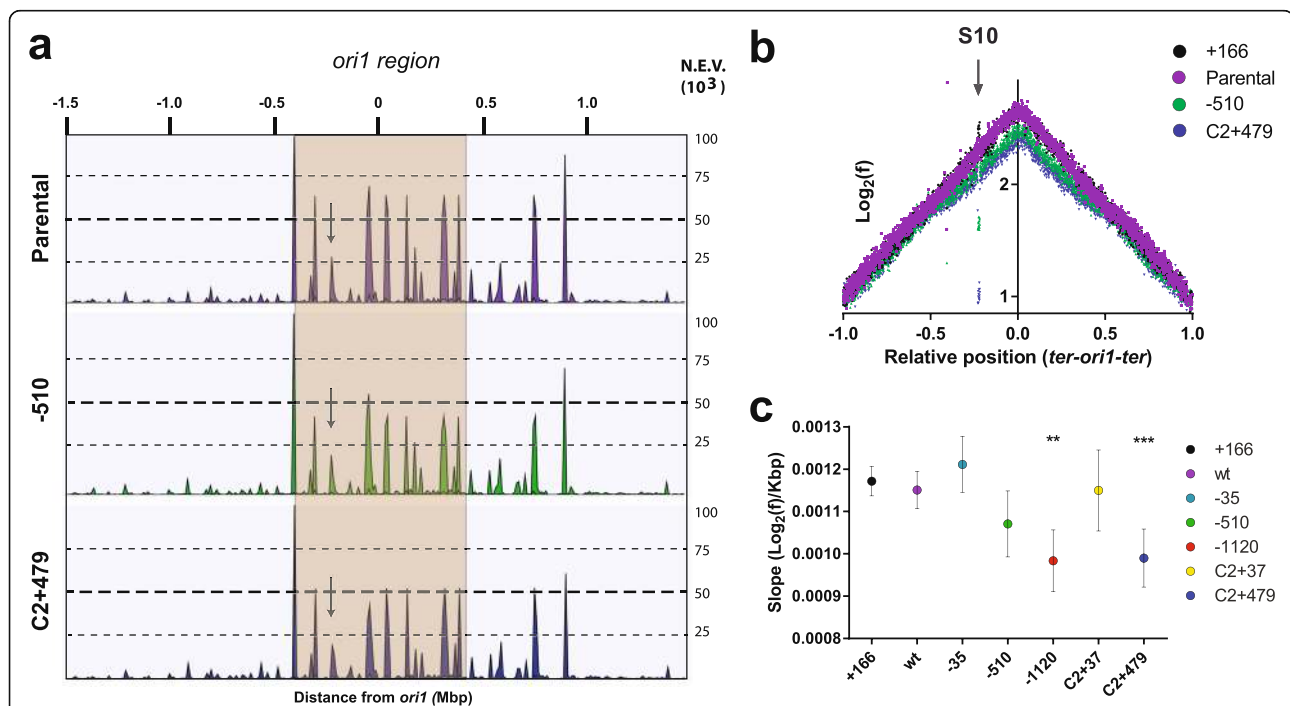 a
ori1 region
N.E.V.
(10³)
-1.5
-1.0
-0.5
0
0.5
1.0
Parental
100
75
50
25
-510
100
75
50
25
C2+479
100
75
50
25
Distance from ori1 (Mbp)
b
S10
+166
Parental
-510
C2+479
Log₂(f)
2
1
-1.0
-0.5
0.0
0.5
1.0
Relative position (ter-ori1-ter)
c
Slope (Log₂(f)/Kbp)
0.0013
0.0012
0.0011
0.0010
0.0009
0.0008
**
***
+166
wt
-35
-510
-1120
C2+37
C2+479
+166
wt
-35
-510
-1120
C2+37
C2+479